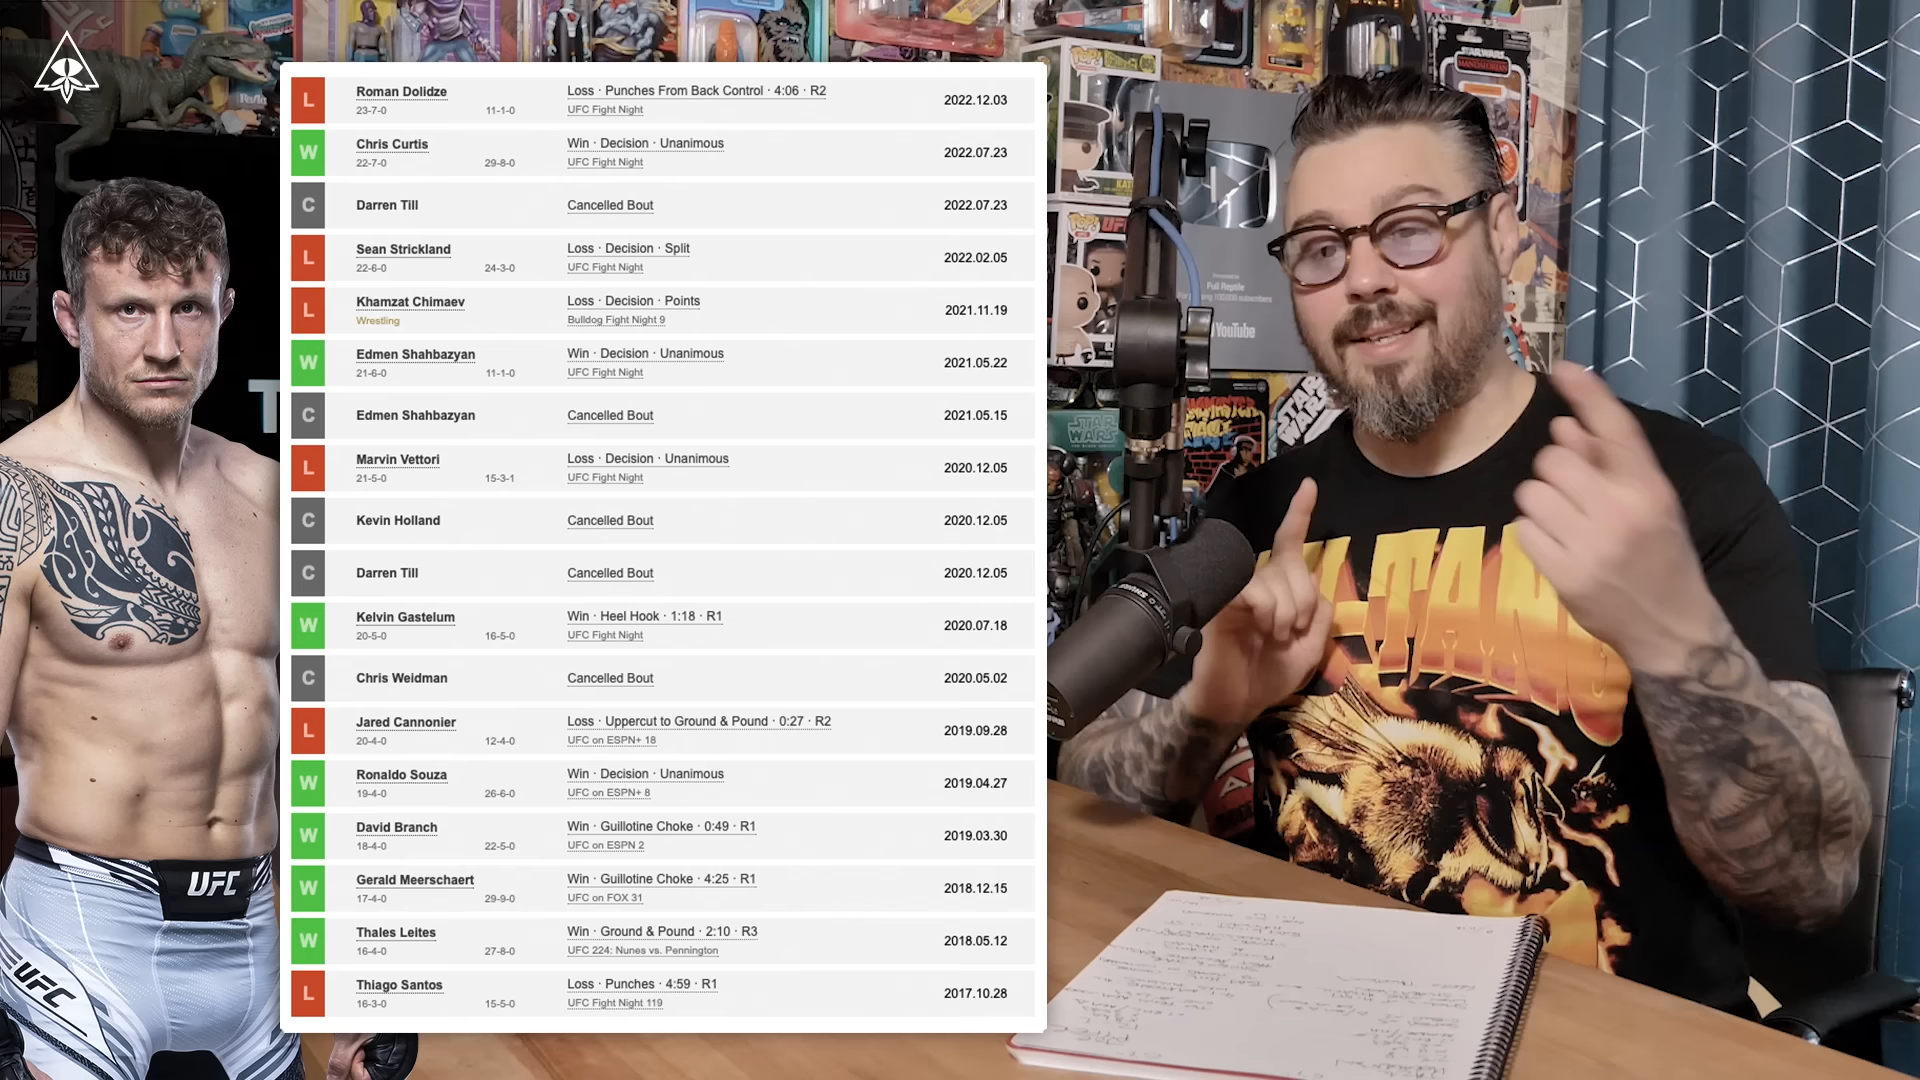 L
Roman Dolidze
23-7-0
11-1-0
Loss · Punches From Back Control · 4:06 · R2
UFC Fight Night
2022.12.03
W
Chris Curtis
22-7-0
29-8-0
Win · Decision · Unanimous
UFC Fight Night
2022.07.23
C
Darren Till
Cancelled Bout
2022.07.23
L
Sean Strickland
22-6-0
24-3-0
Loss · Decision · Split
UFC Fight Night
2022.02.05
L
Khamzat Chimaev
Wrestling
Loss · Decision · Points
Bulldog Fight Night 9
2021.11.19
W
Edmen Shahbazyan
21-6-0
11-1-0
Win · Decision · Unanimous
UFC Fight Night
2021.05.22
C
Edmen Shahbazyan
Cancelled Bout
2021.05.15
L
Marvin Vettori
21-5-0
15-3-1
Loss · Decision · Unanimous
UFC Fight Night
2020.12.05
C
Kevin Holland
Cancelled Bout
2020.12.05
C
Darren Till
Cancelled Bout
2020.12.05
W
Kelvin Gastelum
20-5-0
16-5-0
Win · Heel Hook · 1:18 · R1
UFC Fight Night
2020.07.18
C
Chris Weidman
Cancelled Bout
2020.05.02
L
Jared Cannonier
20-4-0
12-4-0
Loss · Uppercut to Ground & Pound · 0:27 · R2
UFC on ESPN+ 18
2019.09.28
W
Ronaldo Souza
19-4-0
26-6-0
Win · Decision · Unanimous
UFC on ESPN+ 8
2019.04.27
W
David Branch
18-4-0
22-5-0
Win · Guillotine Choke · 0:49 · R1
UFC on ESPN 2
2019.03.30
W
Gerald Meerschaert
17-4-0
29-9-0
Win · Guillotine Choke · 4:25 · R1
UFC on FOX 31
2018.12.15
W
Thales Leites
16-4-0
27-8-0
Win · Ground & Pound · 2:10 · R3
UFC 224: Nunes vs. Pennington
2018.05.12
L
Thiago Santos
16-3-0
15-5-0
Loss · Punches · 4:59 · R1
UFC Fight Night 119
2017.10.28
UFC
UFC
STAR WARS
MANDALORIAN
POP!
POP!
Full Reptile
100,000 subscribers
YouTube
STAR
WARS
STAR
WARS
-TANG